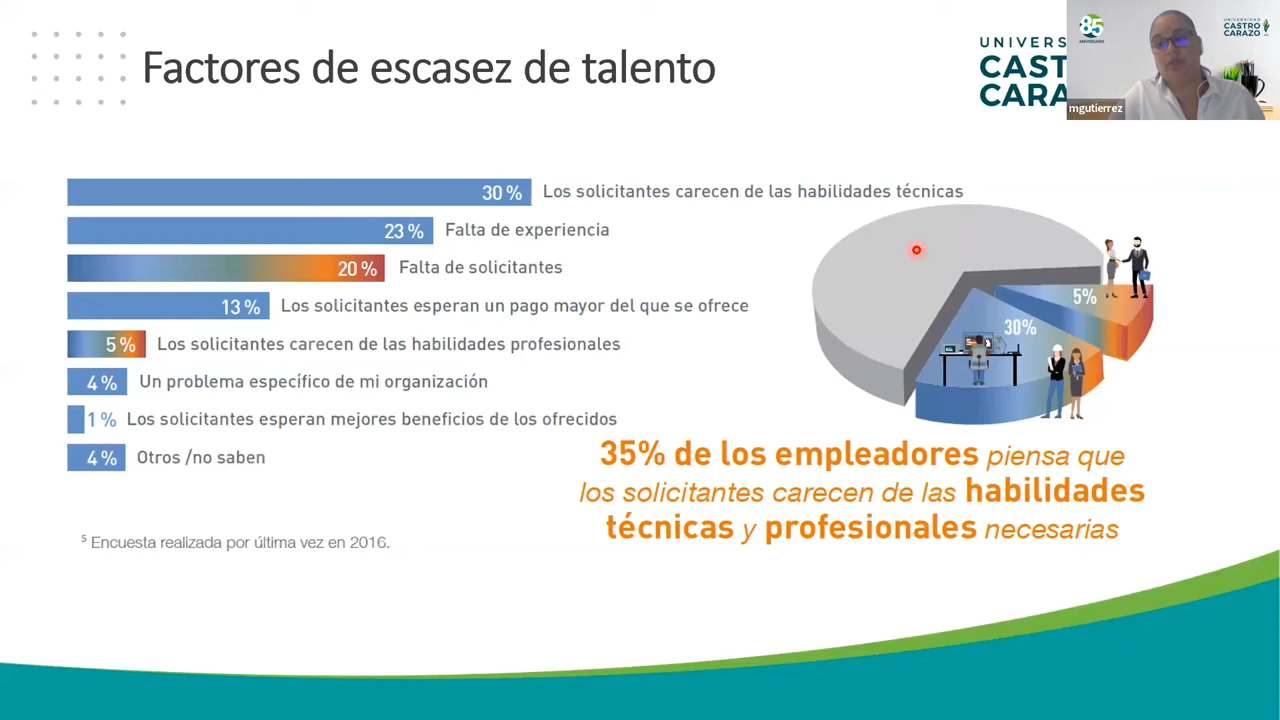 Factores de escasez de talento
UNIVERS
CAST
CARA
85
ANIVERSARIO
UNIVERSIDAD
CASTRO
CARAZO
mgutierrez
30 % Los solicitantes carecen de las habilidades técnicas
23 % Falta de experiencia
20 % Falta de solicitantes
13 % Los solicitantes esperan un pago mayor del que se ofrece
5 % Los solicitantes carecen de las habilidades profesionales
4 % Un problema específico de mi organización
1 % Los solicitantes esperan mejores beneficios de los ofrecidos
4 % Otros /no saben
5%
30%
35% de los empleadores piensa que
los solicitantes carecen de las habilidades
técnicas y profesionales necesarias
5 Encuesta realizada por última vez en 2016.